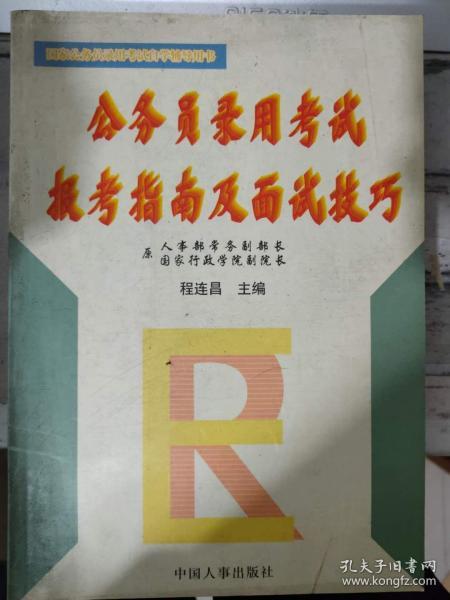 国家公务员录用考试自学辅导用书
公务员录用考试
报考指南及面试技巧
原 人事部常务副部长
国家行政学院副院长
程连昌 主编
ER
中国人事出版社
孔夫子旧书网
www.kongfz.com